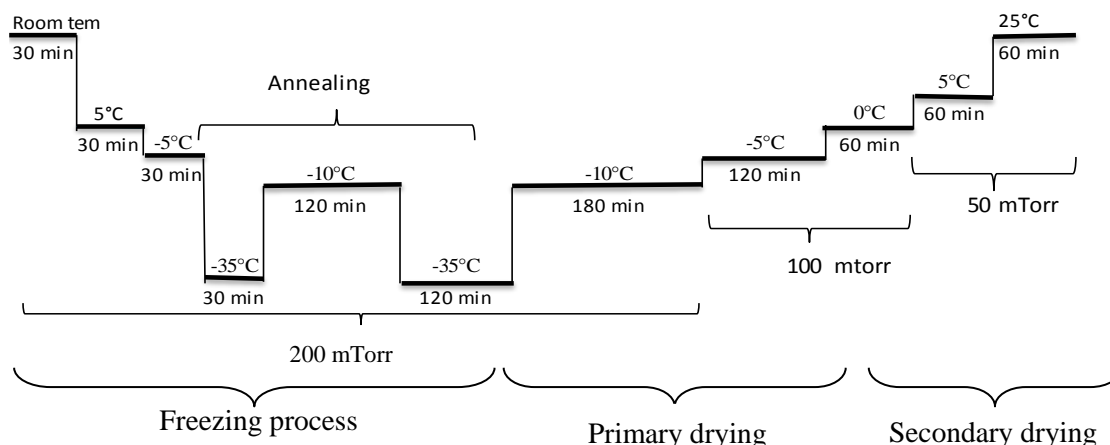 Room tem
30 min
5°C
30 min
-5°C
30 min
Annealing
-35°C
30 min
-10°C
120 min
-35°C
120 min
-10°C
180 min
-5°C
120 min
0°C
60 min
5°C
60 min
25°C
60 min
200 mTorr
100 mtorr
50 mTorr
Freezing process
Primary drying
Secondary drying